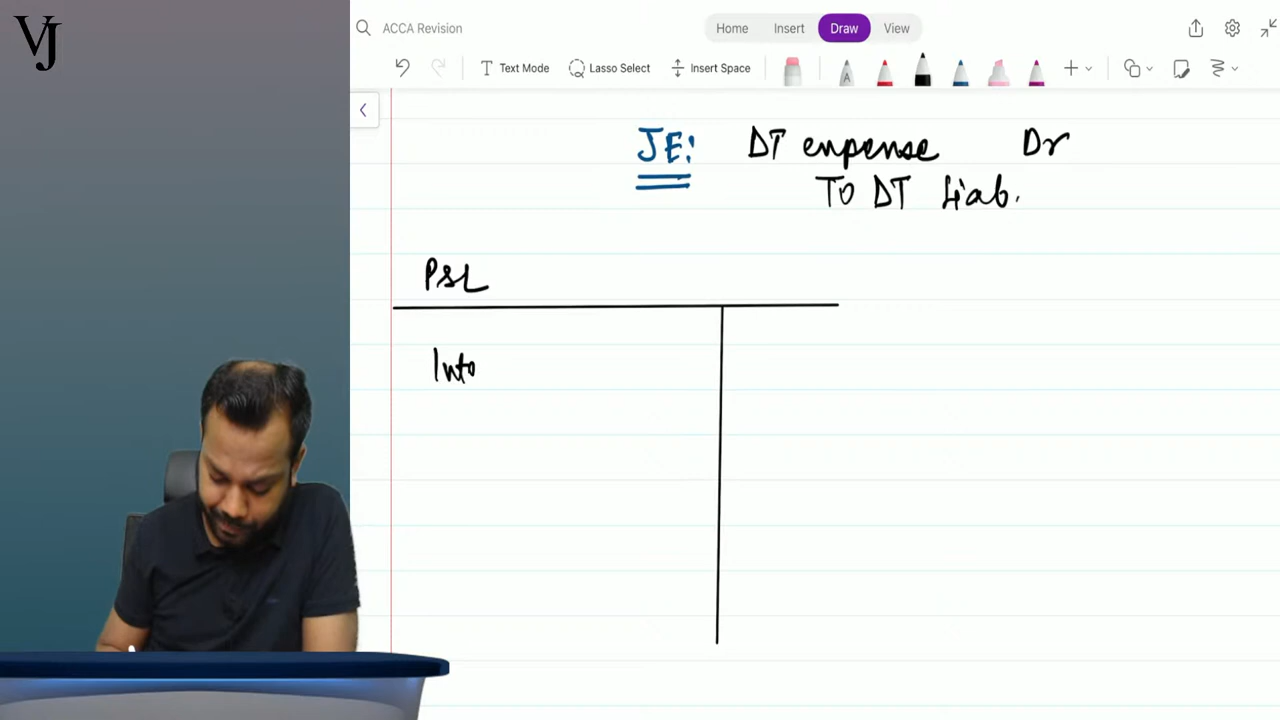 VJ
ACCA Revision
Home Insert Draw View
Text Mode Lasso Select Insert Space
A
JE: DT expense Dr
To DT Liab.
P&L
Into